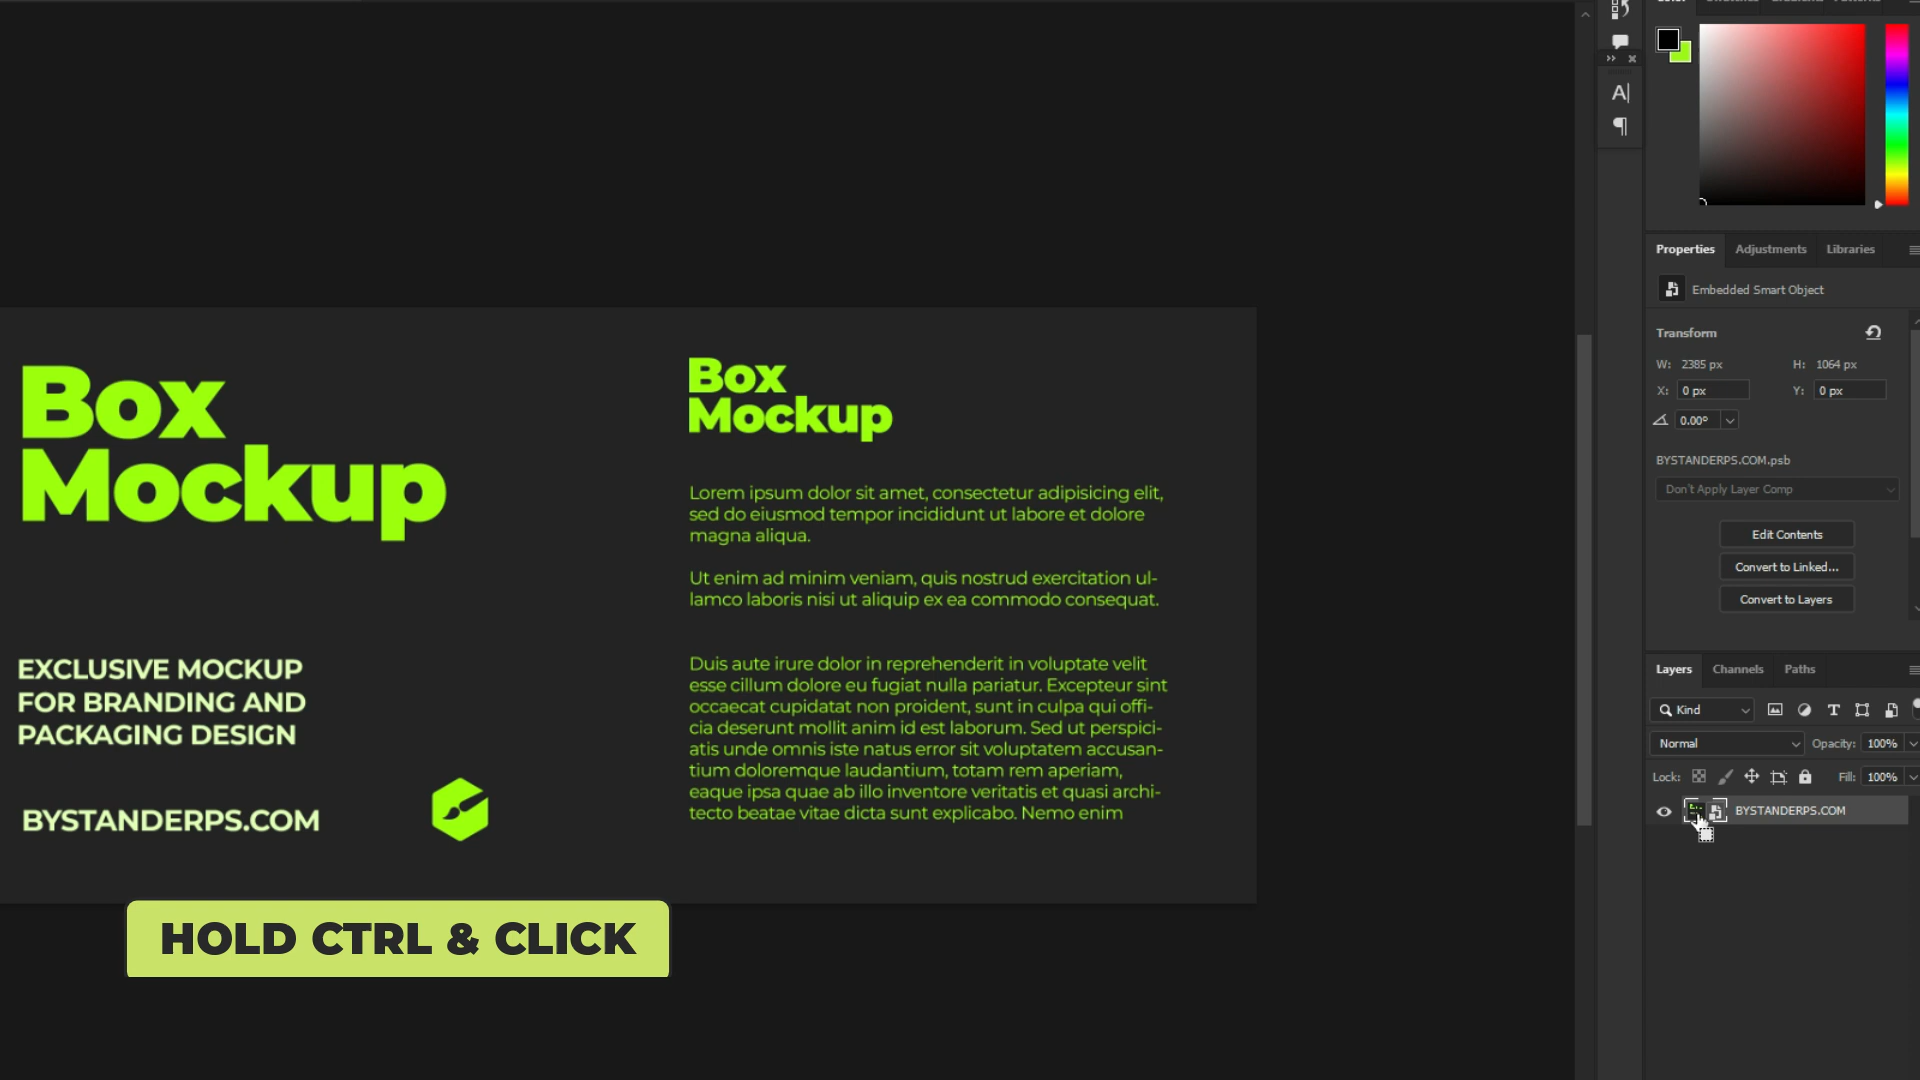 Box
Mockup
EXCLUSIVE MOCKUP
FOR BRANDING AND
PACKAGING DESIGN
BYSTANDERPS.COM
Box
Mockup
Lorem ipsum dolor sit amet, consectetur adipisicing elit,
sed do eiusmod tempor incididunt ut labore et dolore
magna aliqua.
Ut enim ad minim veniam, quis nostrud exercitation ul-
lamco laboris nisi ut aliquip ex ea commodo consequat.
Duis aute irure dolor in reprehenderit in voluptate velit
esse cillum dolore eu fugiat nulla pariatur. Excepteur sint
occaecat cupidatat non proident, sunt in culpa qui offi-
cia deserunt mollit anim id est laborum. Sed ut perspici-
atis unde omnis iste natus error sit voluptatem accusan-
tium doloremque laudantium, totam rem aperiam,
eaque ipsa quae ab illo inventore veritatis et quasi archi-
tecto beatae vitae dicta sunt explicabo. Nemo enim
HOLD CTRL & CLICK
Properties Adjustments Libraries
Embedded Smart Object
Transform
W: 2385 px H: 1064 px
X: 0 px Y: 0 px
0.00°
BYSTANDERPS.COM.psb
Don't Apply Layer Comp
Edit Contents
Convert to Linked...
Convert to Layers
Layers Channels Paths
Kind
Normal Opacity: 100%
Lock: Fill: 100%
BYSTANDERPS.COM